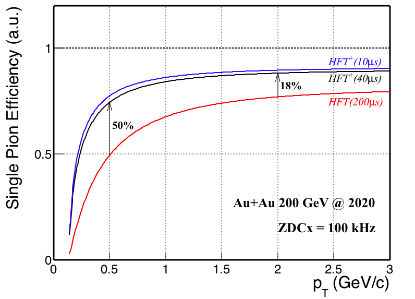 Single Pion Efficiency (a.u.)
1
0.5
0
HFT⁺(10μs)
HFT⁺(40μs)
HFT(200μs)
18%
50%
Au+Au 200 GeV @ 2020
ZDCx = 100 kHz
0 0.5 1 1.5 2 2.5 3
p_T (GeV/c)